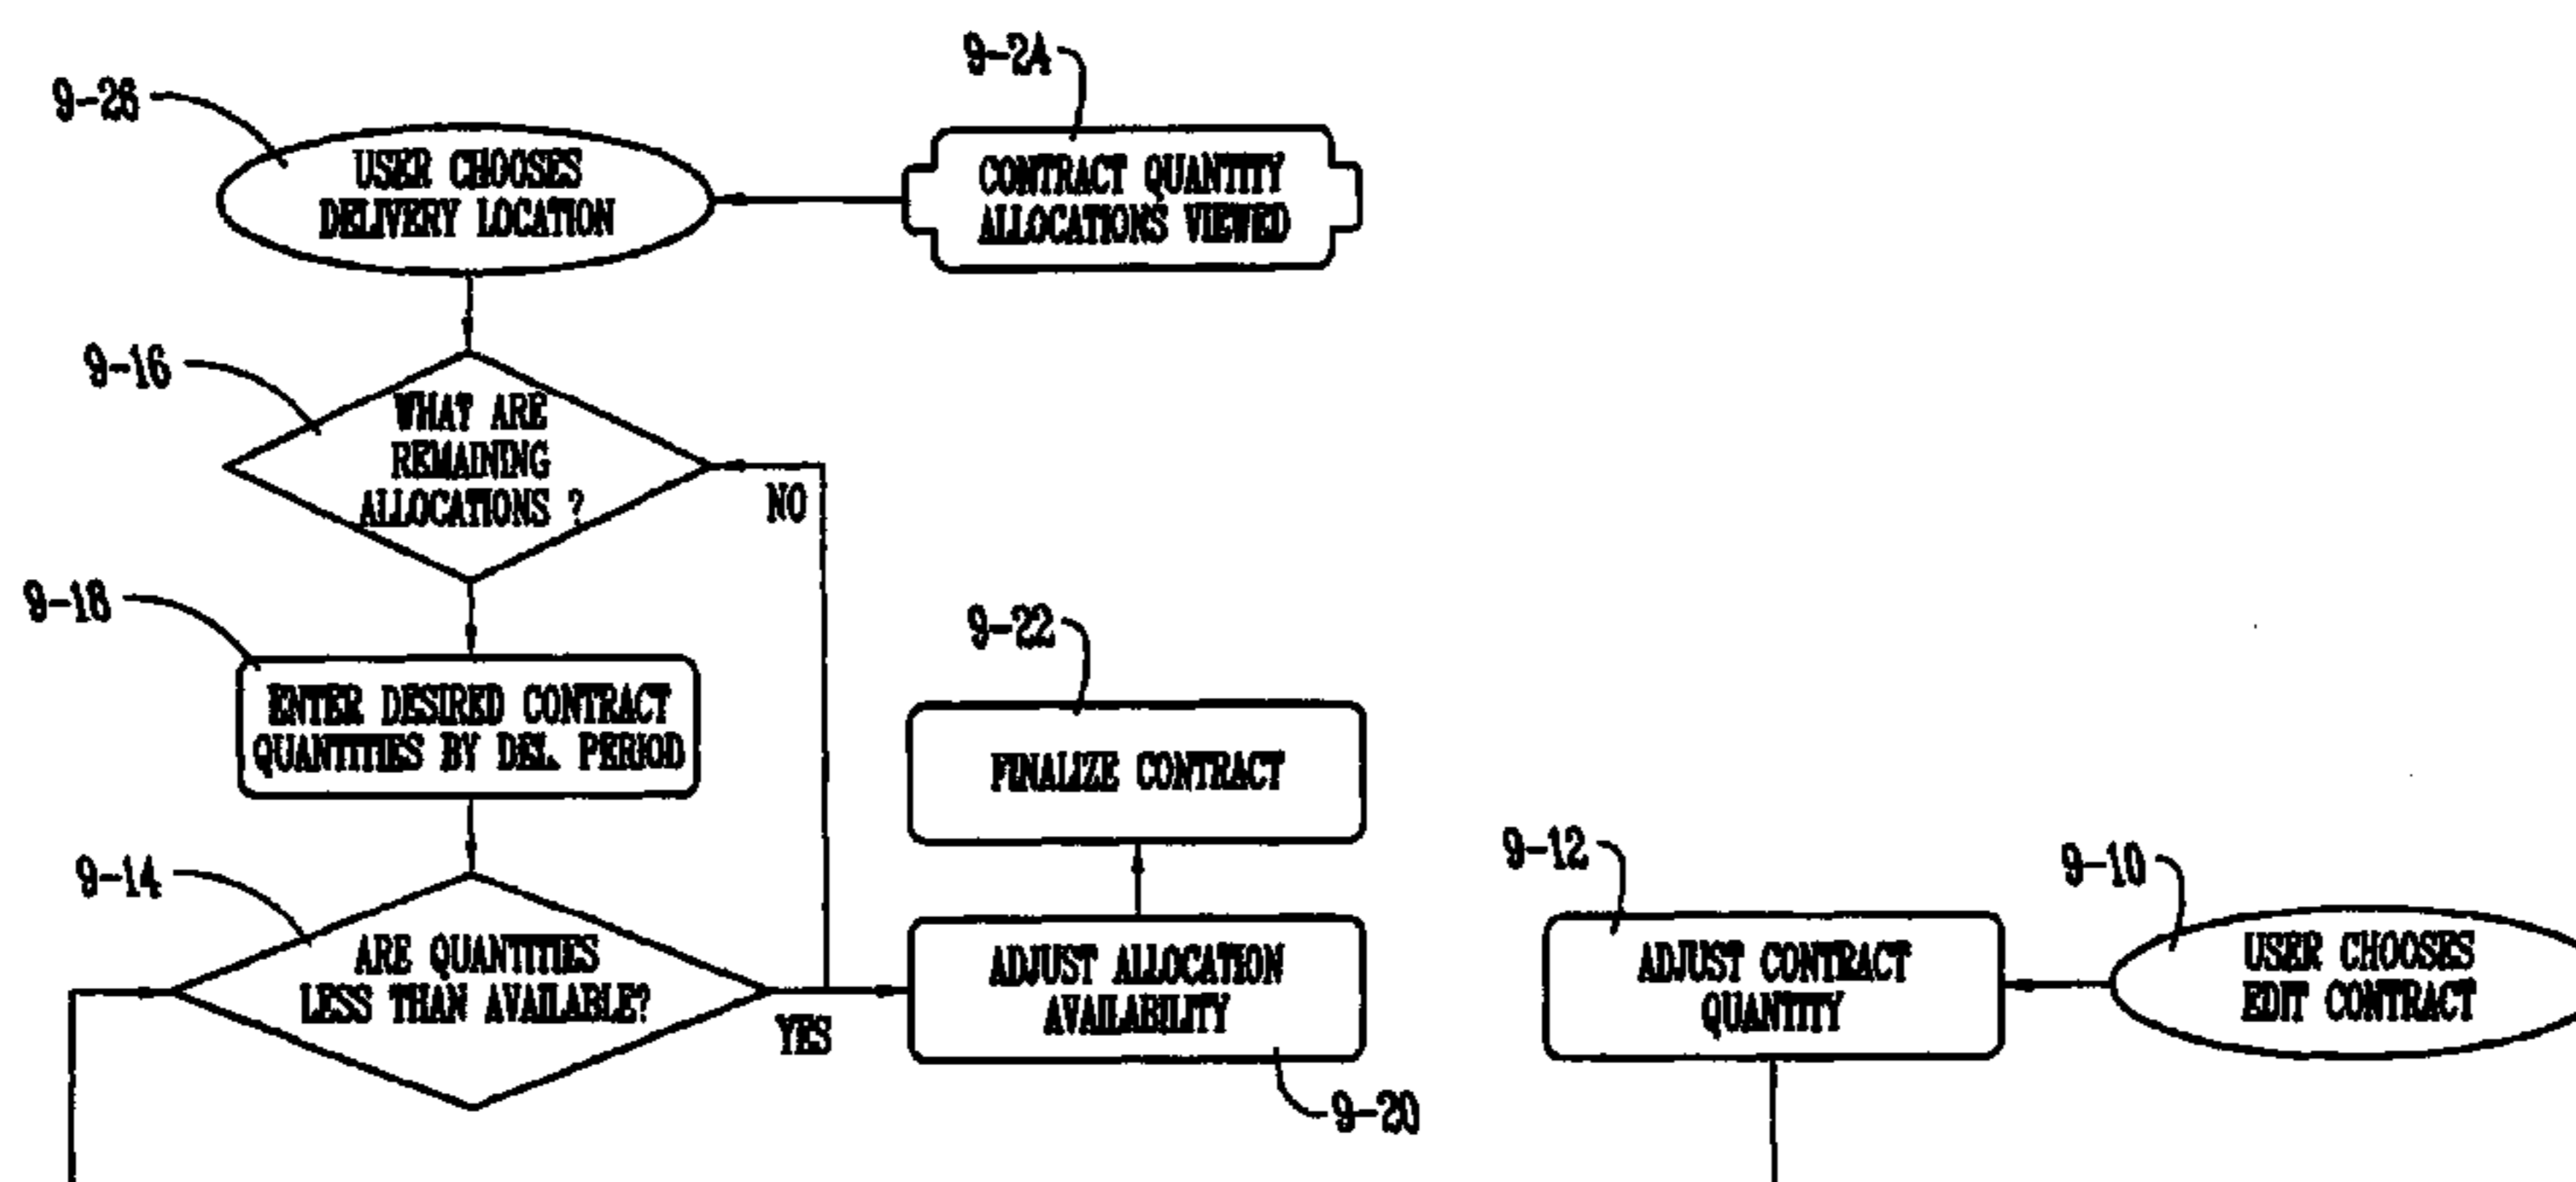 9-24
9-26
USER CHOOSES
DELIVERY LOCATION
CONTRACT QUANTITY
ALLOCATIONS VIEWED
9-16
WHAT ARE
REMAINING
ALLOCATIONS ?
NO
9-18
ENTER DESIRED CONTRACT
QUANTITIES BY DEL. PERIOD
9-22
FINALIZE CONTRACT
9-14
ARE QUANTITIES
LESS THAN AVAILABLE?
YES
ADJUST ALLOCATION
AVAILABILITY
9-20
9-12
ADJUST CONTRACT
QUANTITY
9-10
USER CHOOSES
EDIT CONTRACT